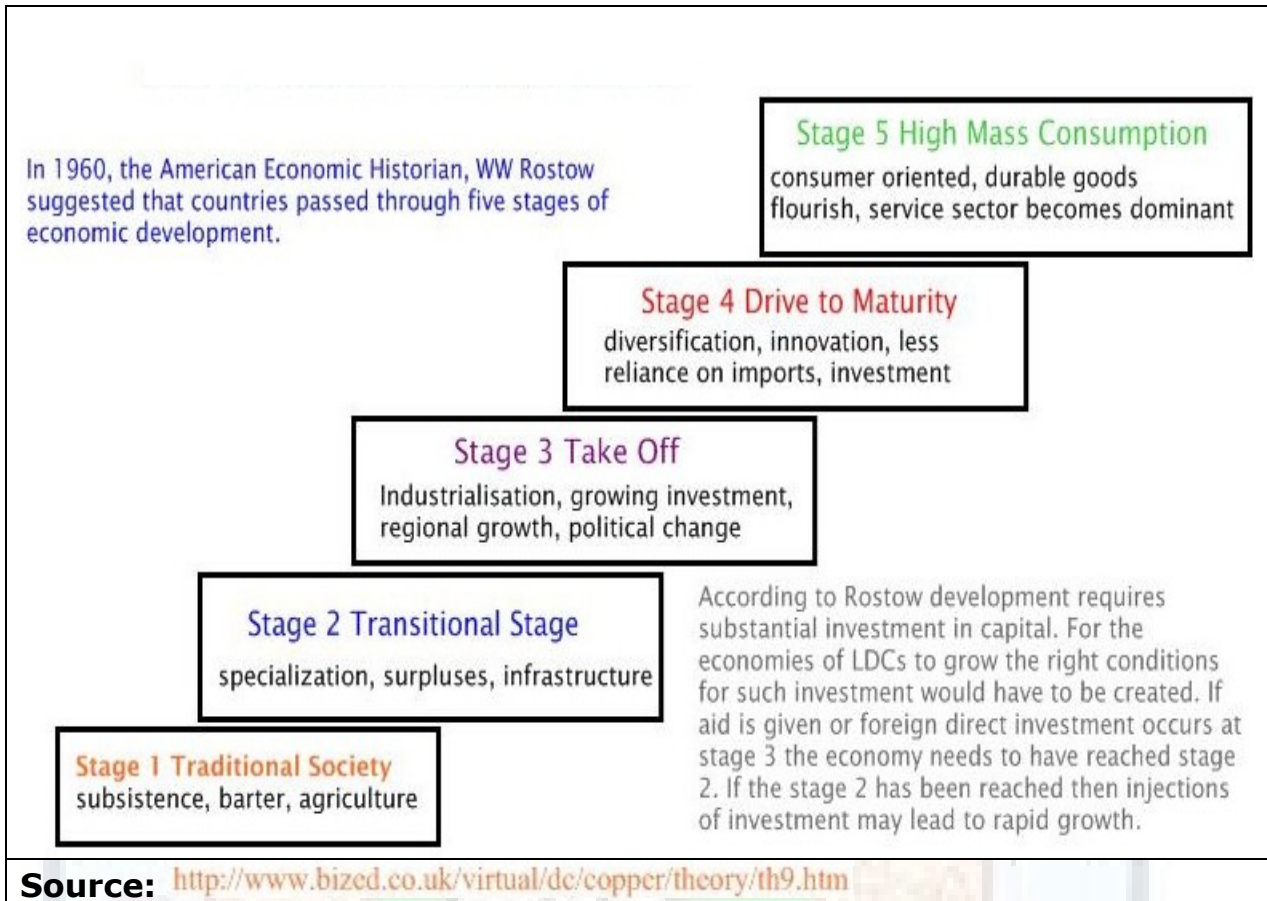 In 1960, the American Economic Historian, WW Rostow
suggested that countries passed through five stages of
economic development.
Stage 5 High Mass Consumption
consumer oriented, durable goods
flourish, service sector becomes dominant
Stage 4 Drive to Maturity
diversification, innovation, less
reliance on imports, investment
Stage 3 Take Off
Industrialisation, growing investment,
regional growth, political change
Stage 2 Transitional Stage
specialization, surpluses, infrastructure
Stage 1 Traditional Society
subsistence, barter, agriculture
According to Rostow development requires
substantial investment in capital. For the
economies of LDCs to grow the right conditions
for such investment would have to be created. If
aid is given or foreign direct investment occurs at
stage 3 the economy needs to have reached stage
2. If the stage 2 has been reached then injections
of investment may lead to rapid growth.
Source: http://www.bized.co.uk/virtual/dc/copper/theory/th9.htm